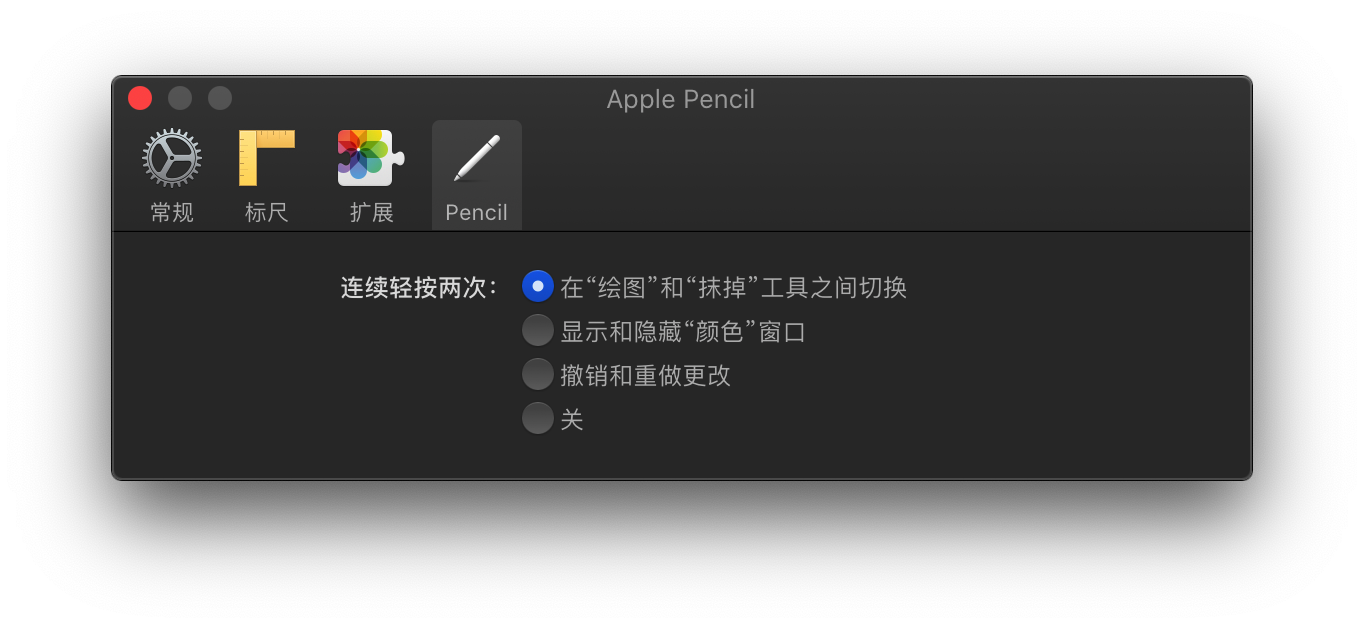 Apple Pencil
常规 标尺 扩展 Pencil
连续轻按两次： 在“绘图”和“抹掉”工具之间切换
显示和隐藏“颜色”窗口
撤销和重做更改
关